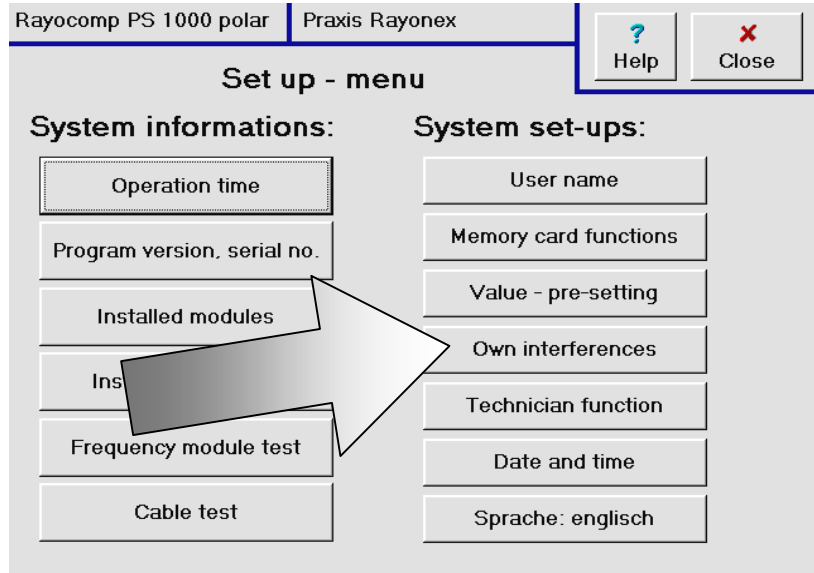 Rayocomp PS 1000 polar
Praxis Rayonex
?
Help
×
Close
Set up - menu
System informations:
Operation time
Program version, serial no.
Installed modules
Ins
Frequency module test
Cable test
System set-ups:
User name
Memory card functions
Value - pre-setting
Own interferences
Technician function
Date and time
Sprache: englisch